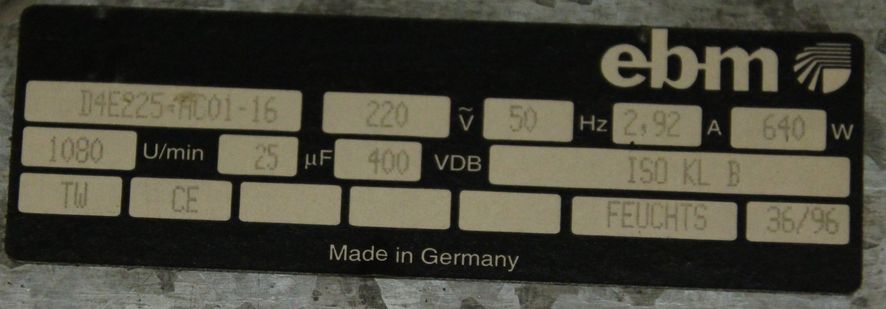 ebm
D4E225-AC01-16 220 V~ 50 Hz 2,92 A 640 W
1080 U/min 25 µF 400 VDB ISO KL B
TW CE FEUCHTS 36/96
Made in Germany